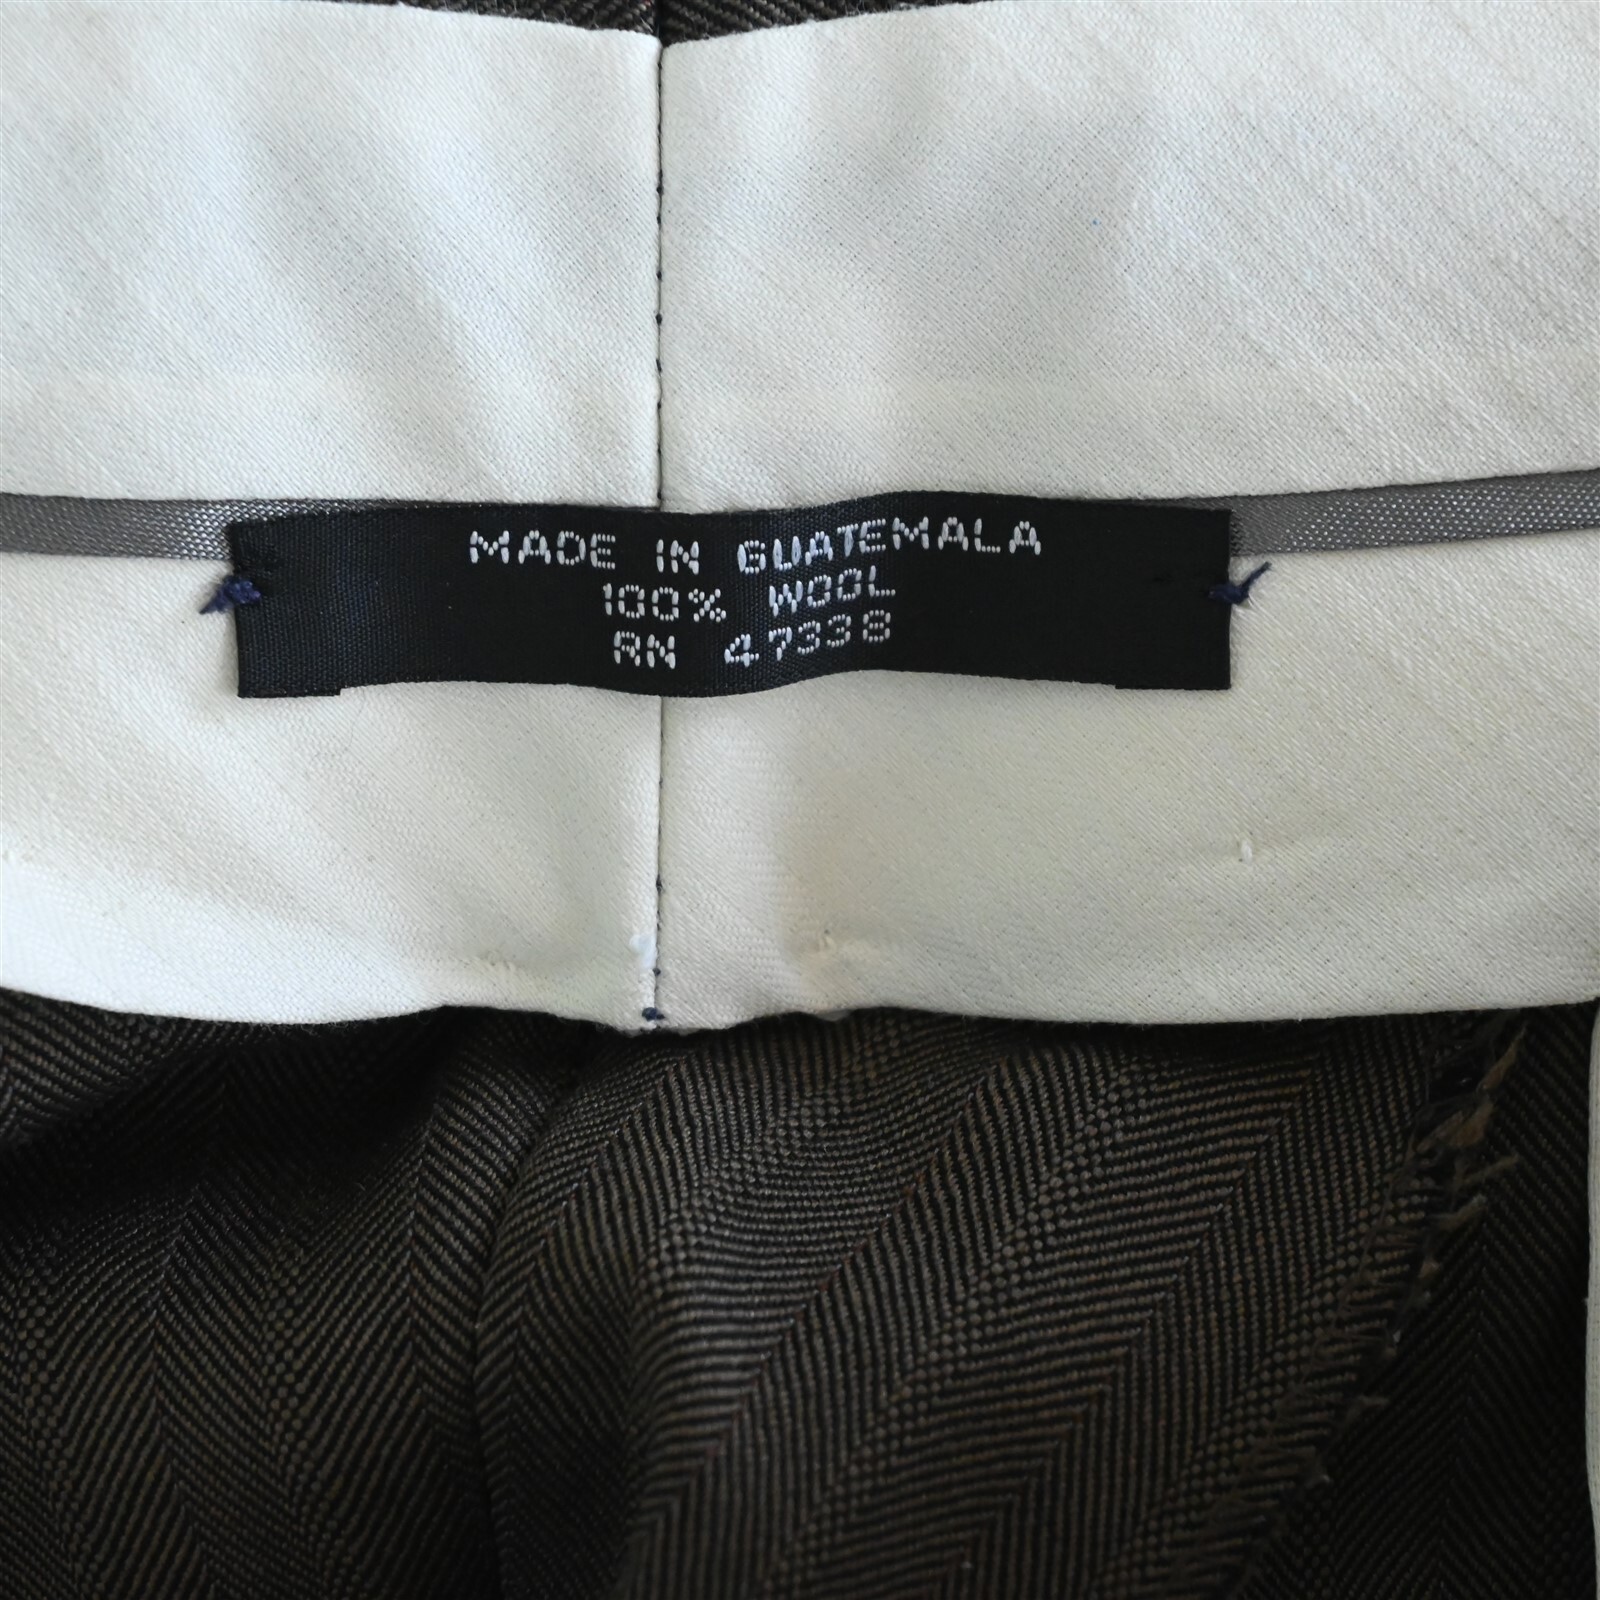 MADE IN GUATEMALA
100% WOOL
RN 47338